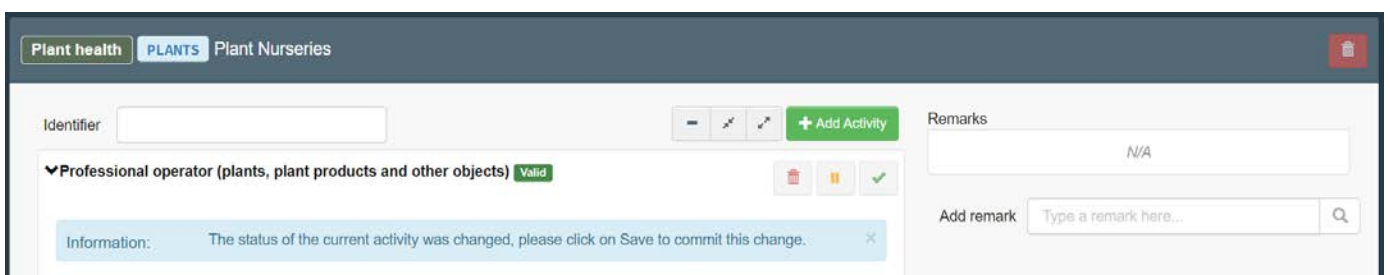 Plant health PLANTS Plant Nurseries
Identifier
Add Activity
Remarks
N/A
Professional operator (plants, plant products and other objects) Valid
Add remark Type a remark here...
Information: The status of the current activity was changed, please click on Save to commit this change.